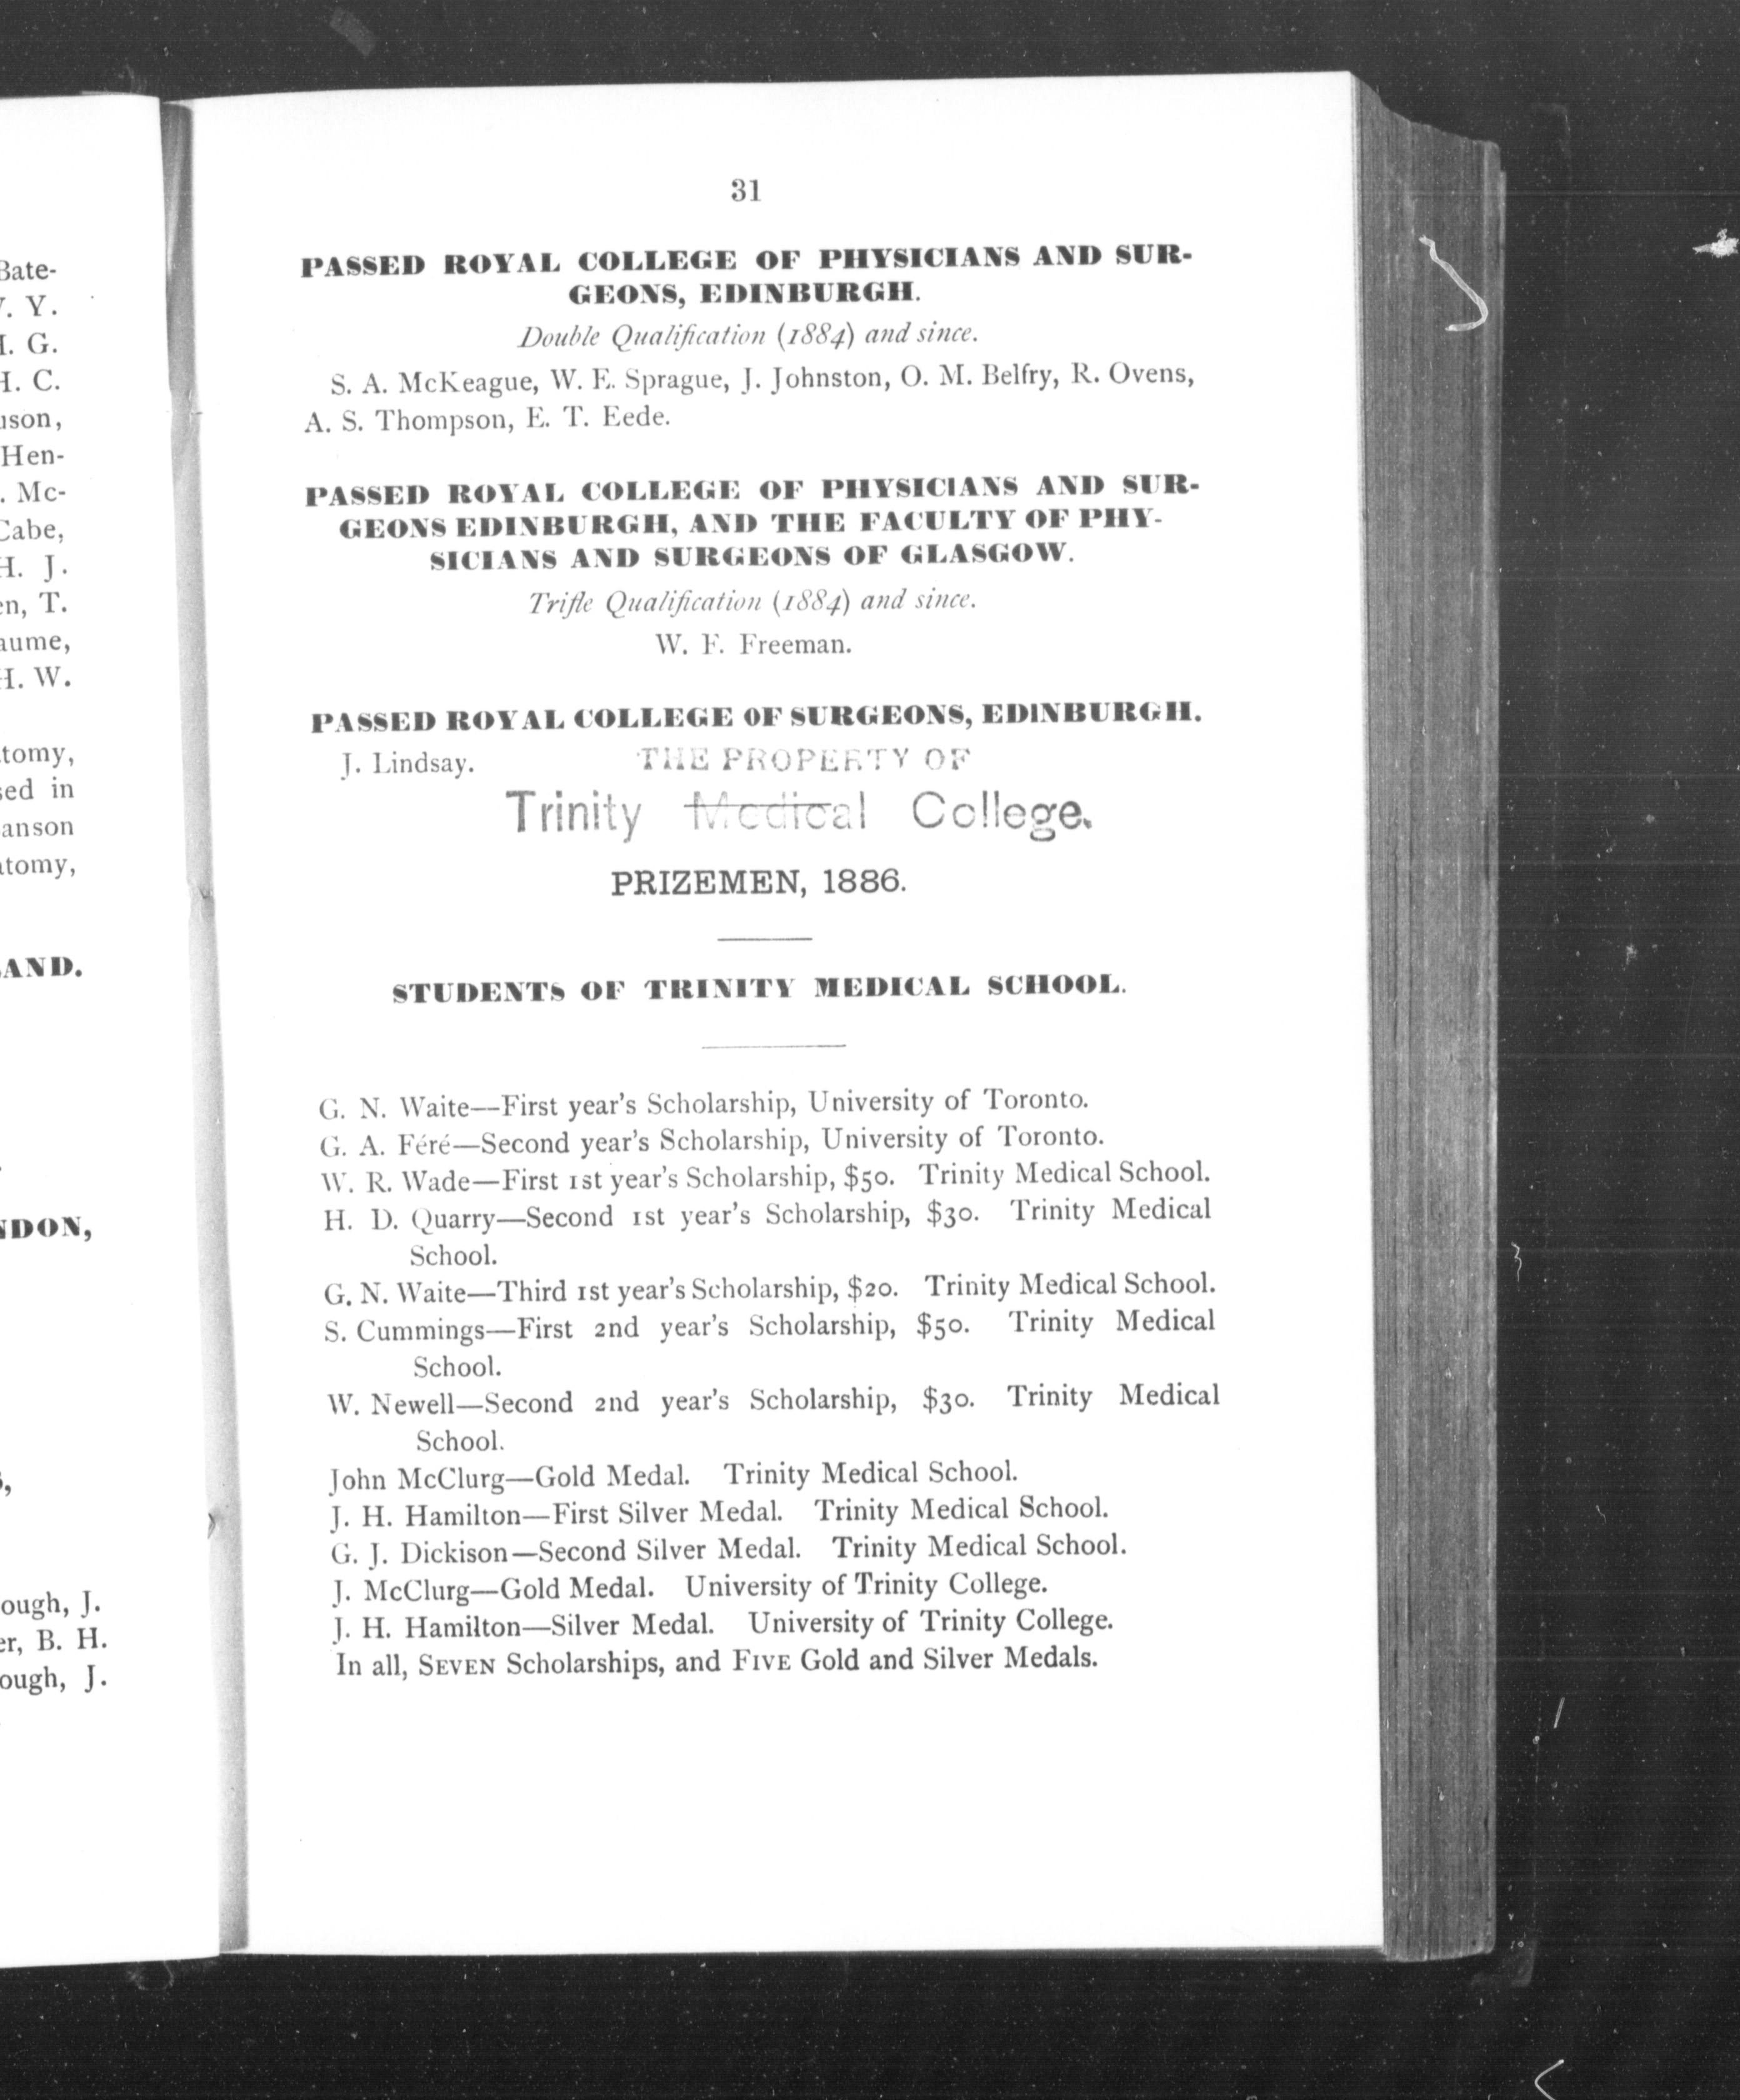 31
PASSED ROYAL COLLEGE OF PHYSICIANS AND SUR-
GEONS, EDINBURGH.
Double Qualification (1884) and since.
S. A. McKeague, W. E. Sprague, J. Johnston, O. M. Belfry, R. Ovens,
A. S. Thompson, E. T. Eede.
PASSED ROYAL COLLEGE OF PHYSICIANS AND SUR-
GEONS EDINBURGH, AND THE FACULTY OF PHY-
SICIANS AND SURGEONS OF GLASGOW.
Trifle Qualification (1884) and since.
W. F. Freeman.
PASSED ROYAL COLLEGE OF SURGEONS, EDINBURGH.
J. Lindsay.
THE PROPERTY OF
Trinity Medical College.
PRIZEMEN, 1886.
STUDENTS OF TRINITY MEDICAL SCHOOL.
G. N. Waite—First year's Scholarship, University of Toronto.
G. A. Féré—Second year's Scholarship, University of Toronto.
W. R. Wade—First 1st year's Scholarship, $50. Trinity Medical School.
H. D. Quarry—Second 1st year's Scholarship, $30. Trinity Medical
School.
G. N. Waite—Third 1st year's Scholarship, $20. Trinity Medical School.
S. Cummings—First 2nd year's Scholarship, $50. Trinity Medical
School.
W. Newell—Second 2nd year's Scholarship, $30. Trinity Medical
School.
John McClurg—Gold Medal. Trinity Medical School.
J. H. Hamilton—First Silver Medal. Trinity Medical School.
G. J. Dickison—Second Silver Medal. Trinity Medical School.
J. McClurg—Gold Medal. University of Trinity College.
J. H. Hamilton—Silver Medal. University of Trinity College.
In all, SEVEN Scholarships, and FIVE Gold and Silver Medals.
Bate-
Y.
G.
H. C.
Hen-
Mc-
Cabe,
H. J.
T.
H. W.
in
J.
B. H.
J.